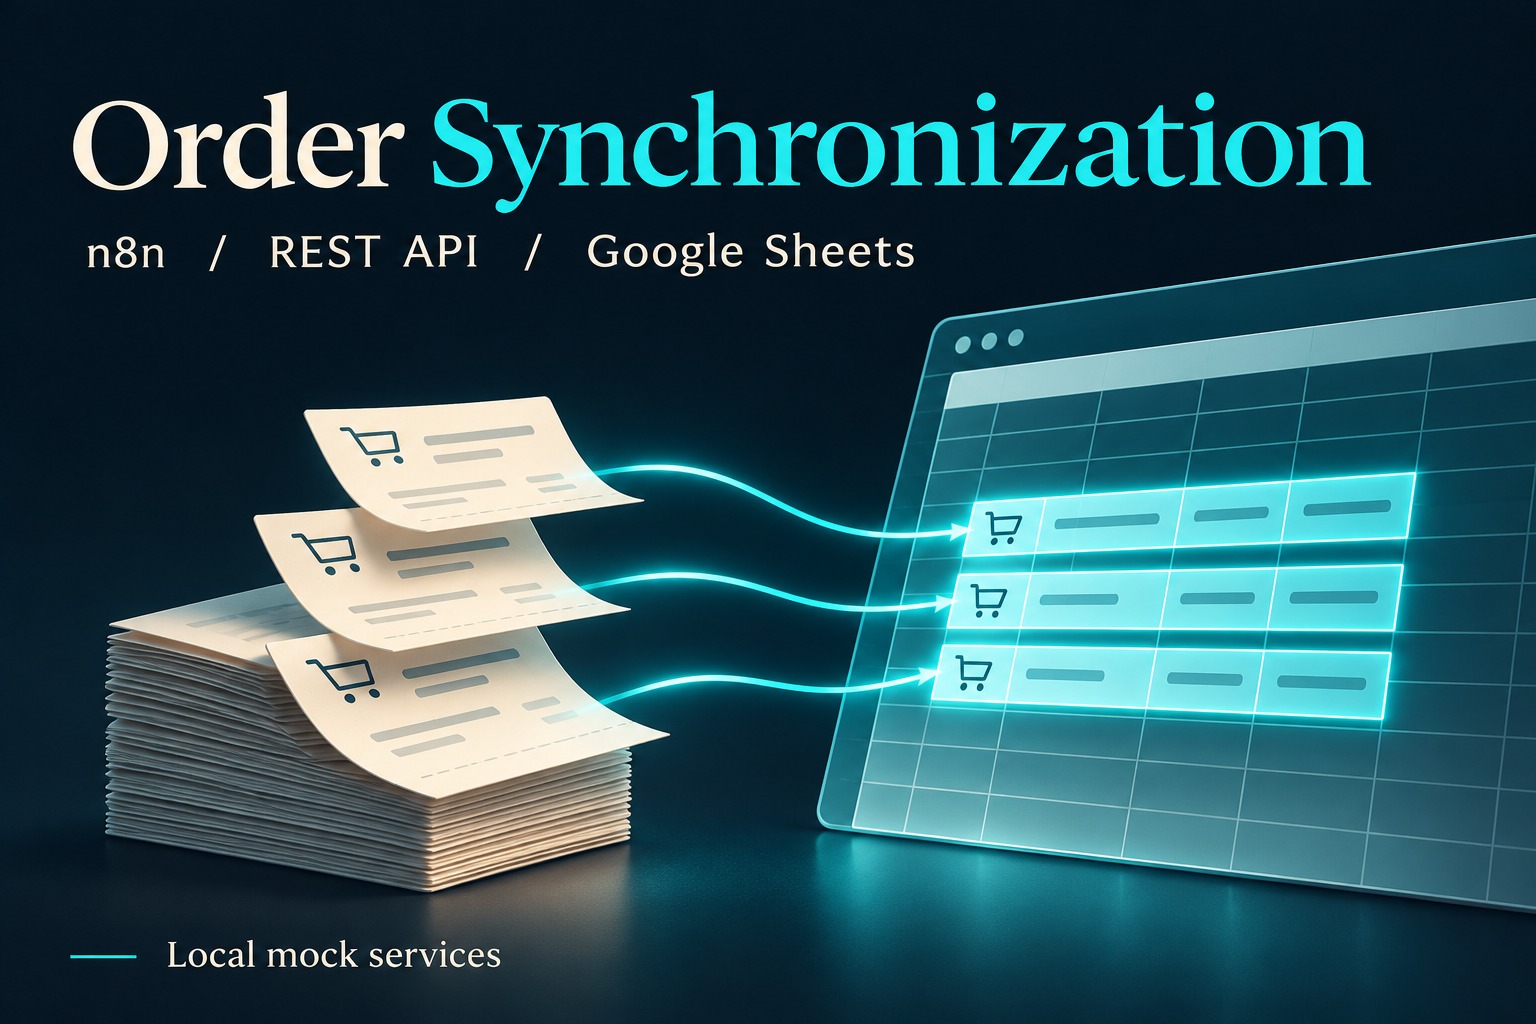 Order Synchronization
n8n / REST API / Google Sheets
Local mock services